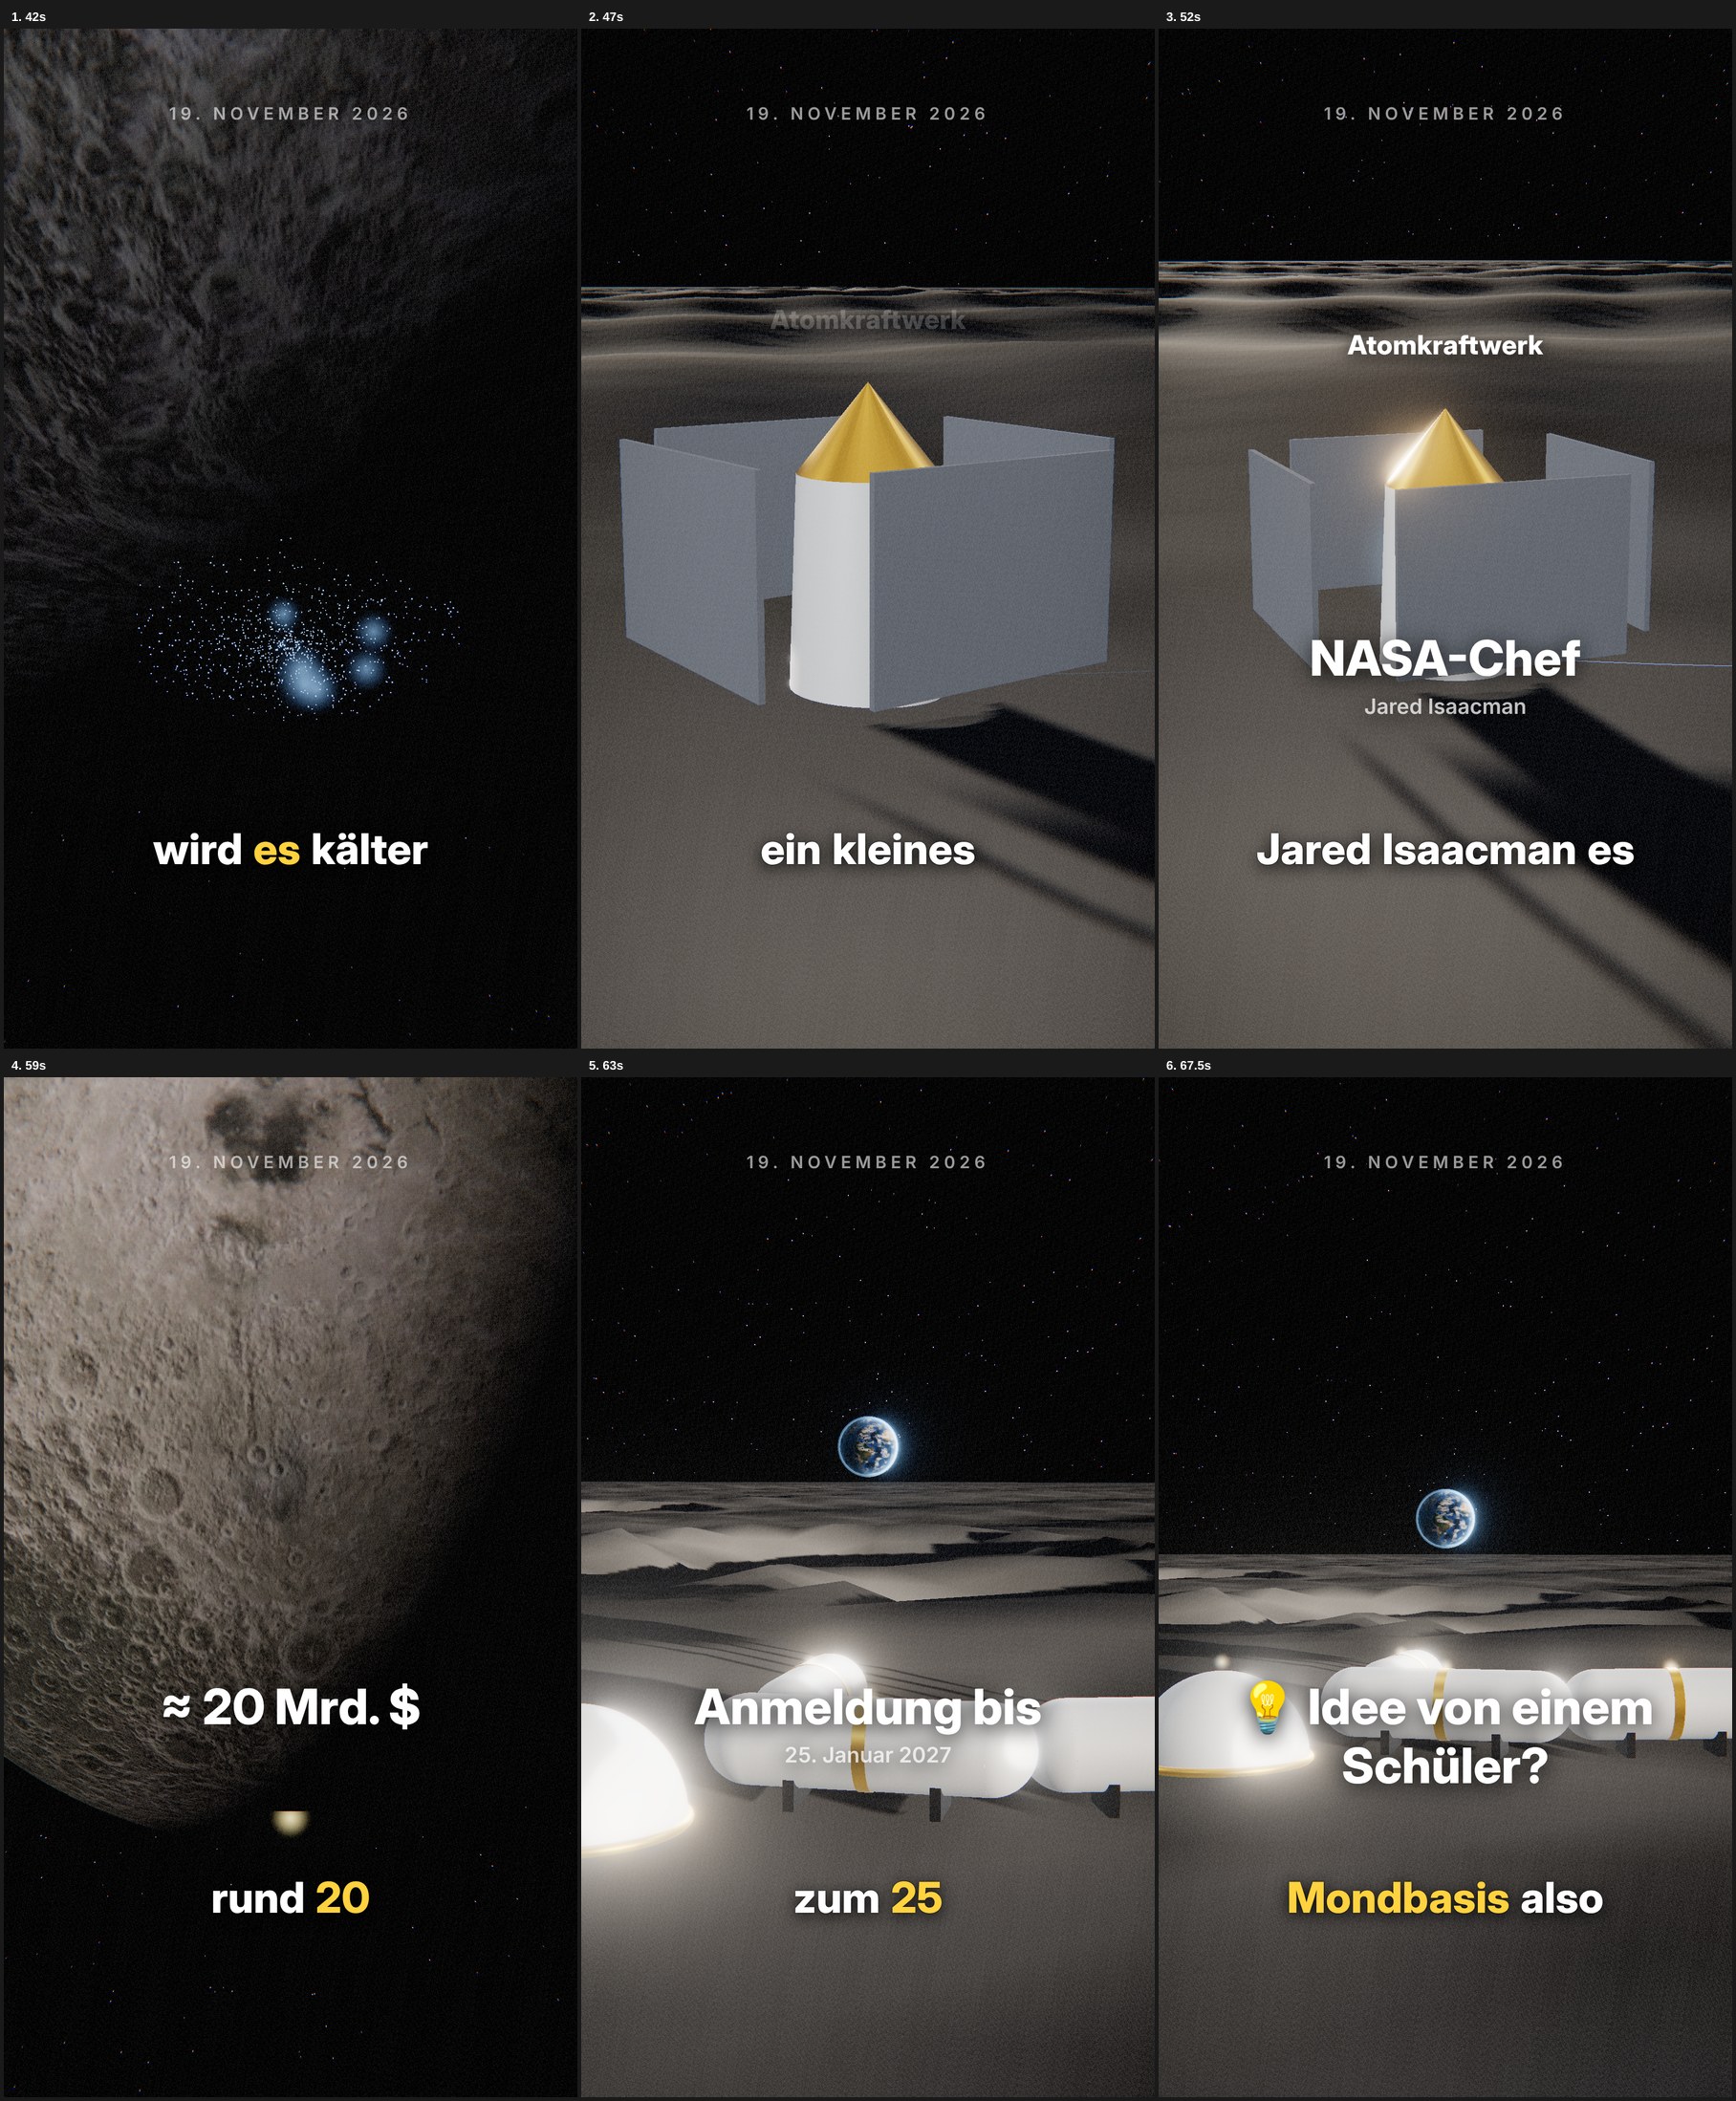 1. 42s
19. NOVEMBER 2026
wird es kälter
2. 47s
19. NOVEMBER 2026
Atomkraftwerk
ein kleines
3. 52s
19. NOVEMBER 2026
Atomkraftwerk
NASA-Chef
Jared Isaacman
Jared Isaacman es
4. 59s
19. NOVEMBER 2026
≈ 20 Mrd. $
rund 20
5. 63s
19. NOVEMBER 2026
Anmeldung bis
25. Januar 2027
zum 25
6. 67.5s
19. NOVEMBER 2026
💡 Idee von einem
Schüler?
Mondbasis also